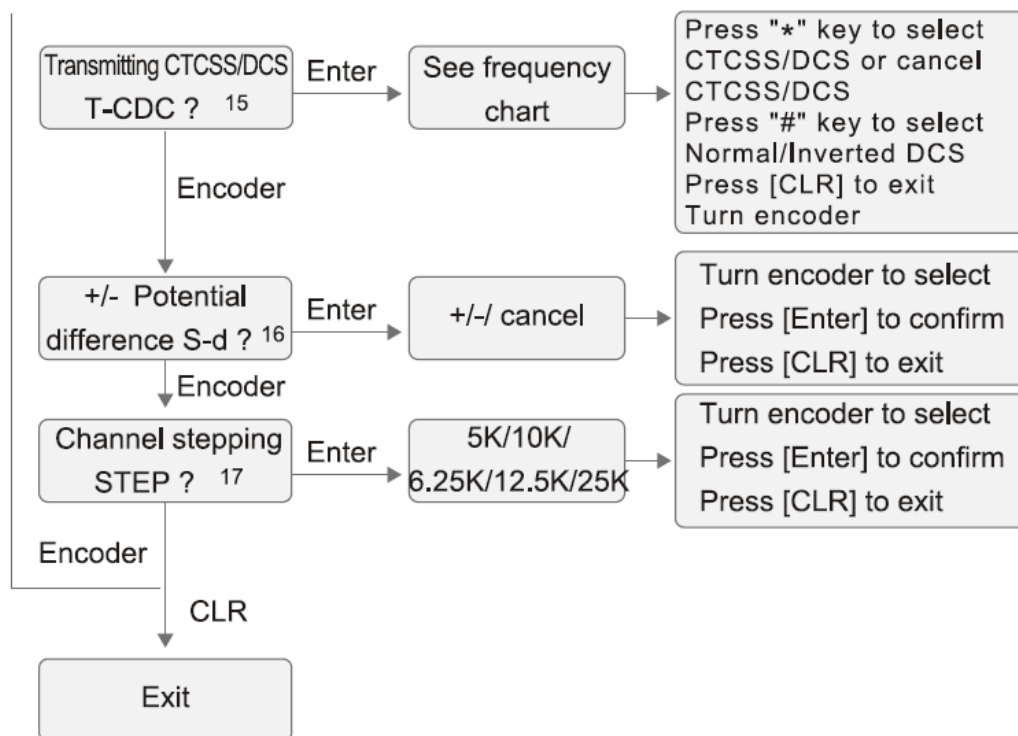 Transmitting CTCSS/DCS
T-CDC ? 15
Enter
See frequency
chart
Press "*" key to select
CTCSS/DCS or cancel
CTCSS/DCS
Press "#" key to select
Normal/Inverted DCS
Press [CLR] to exit
Turn encoder
Encoder
+/- Potential
difference S-d ? 16
Enter
+/-/ cancel
Turn encoder to select
Press [Enter] to confirm
Press [CLR] to exit
Encoder
Channel stepping
STEP ? 17
Enter
5K/10K/
6.25K/12.5K/25K
Turn encoder to select
Press [Enter] to confirm
Press [CLR] to exit
Encoder
CLR
Exit